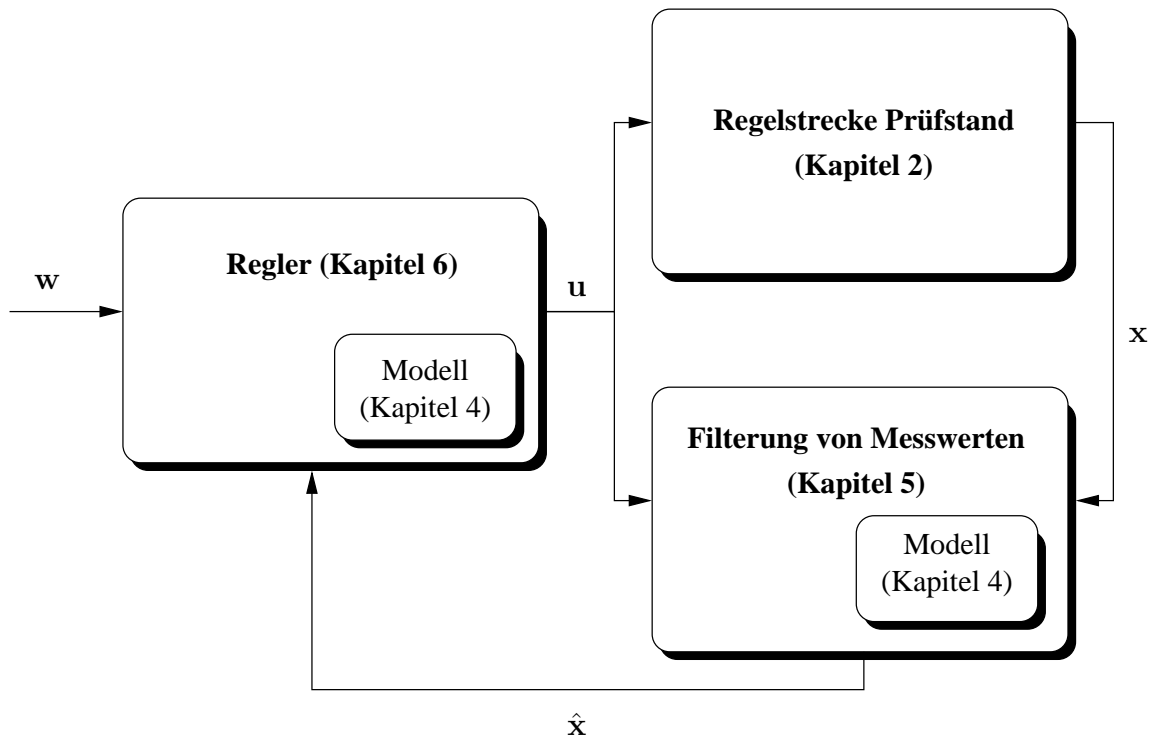 Regelstrecke Prüfstand
(Kapitel 2)
w
Regler (Kapitel 6)
Modell
(Kapitel 4)
u
x
Filterung von Messwerten
(Kapitel 5)
Modell
(Kapitel 4)
x̂